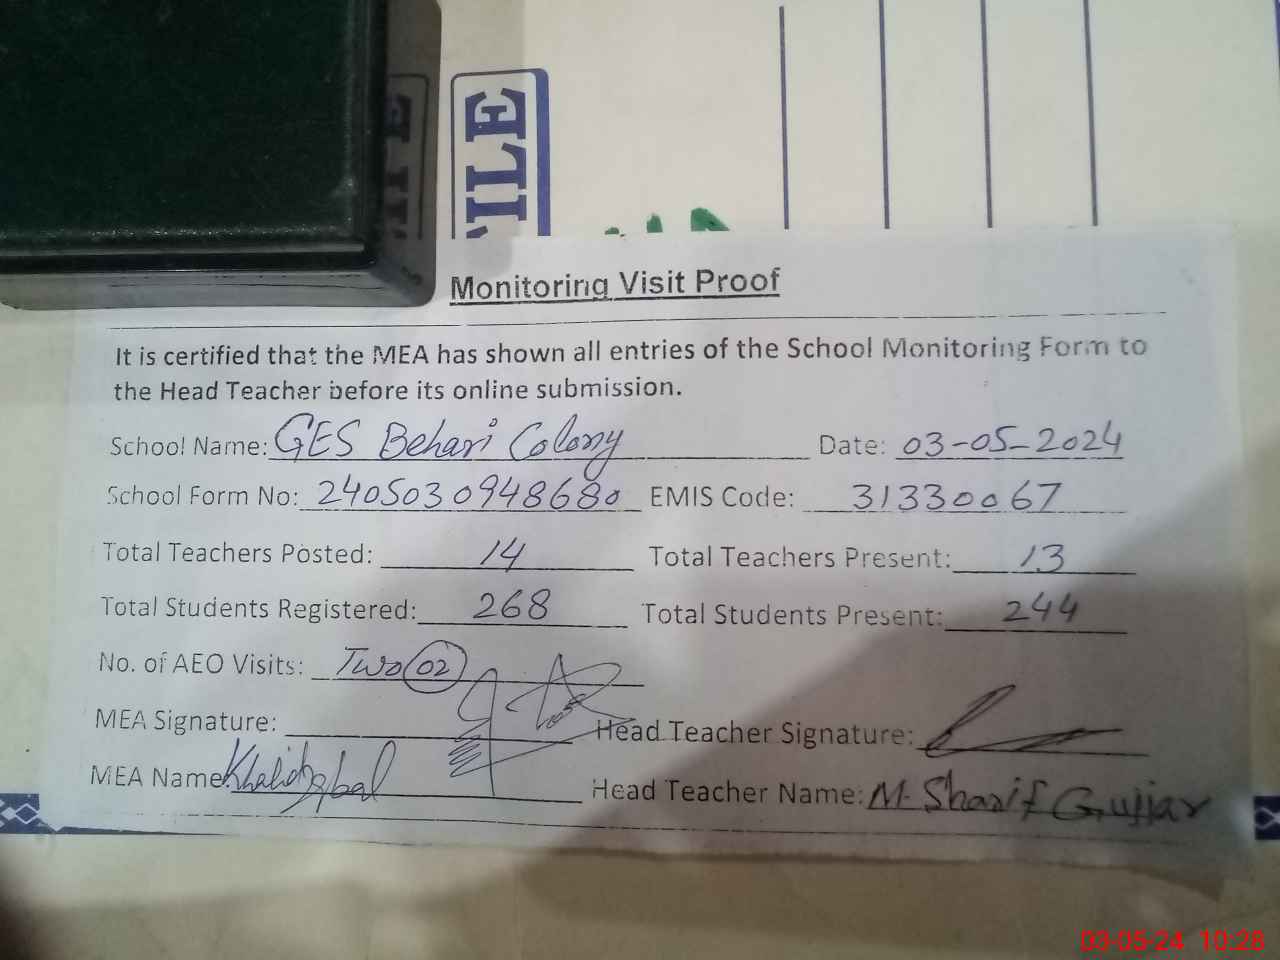 FILE
Monitoring Visit Proof
It is certified that the MEA has shown all entries of the School Monitoring Form to
the Head Teacher before its online submission.
School Name: GES Behari Colony Date: 03-05-2024
School Form No: 2405030948680 EMIS Code: 31330067
Total Teachers Posted: 14 Total Teachers Present: 13
Total Students Registered: 268 Total Students Present: 244
No. of AEO Visits: Two (02)
MEA Signature: Head Teacher Signature:
MEA Name: Khalid Iqbal Head Teacher Name: M. Sharif Gujjar
03-05-24 10:28